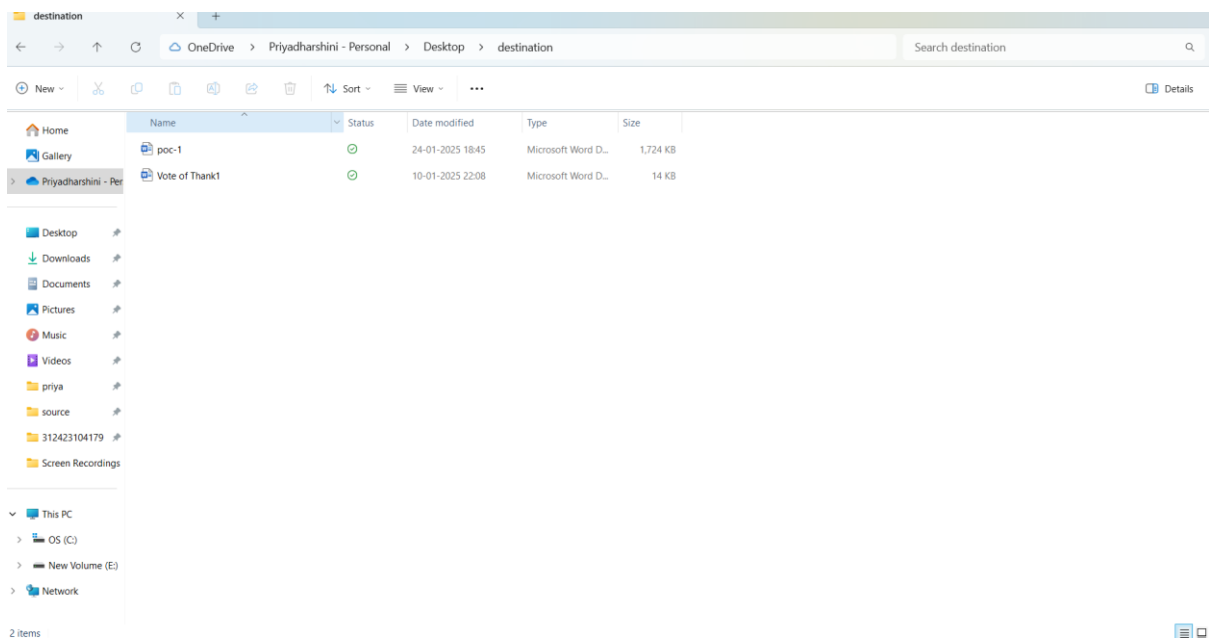 destination
OneDrive > Priyadharshini - Personal > Desktop > destination
Search destination
New
Sort
View
Details
Name Status Date modified Type Size
poc-1 24-01-2025 18:45 Microsoft Word D... 1,724 KB
Vote of Thank1 10-01-2025 22:08 Microsoft Word D... 14 KB
Home
Gallery
Priyadharshini - Per
Desktop
Downloads
Documents
Pictures
Music
Videos
priya
source
312423104179
Screen Recordings
This PC
OS (C:)
New Volume (E:)
Network
2 items